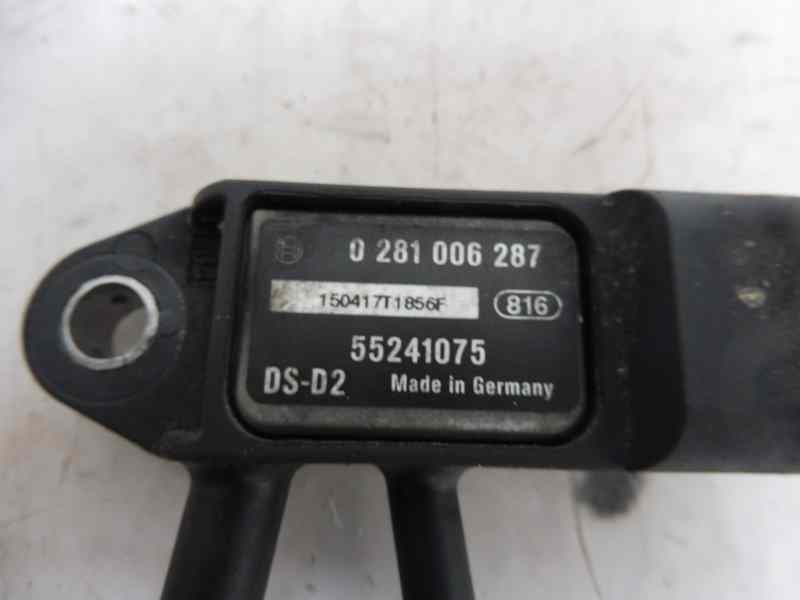 0 281 006 287
150417T1856F 816
55241075
DS-D2 Made in Germany